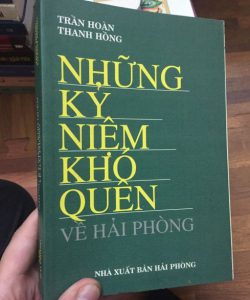 TRẦN HOÀN
THANH HỒNG
NHỮNG
KỶ
NIỆM
KHÓ
QUÊN
VỀ HẢI PHÒNG
NHÀ XUẤT BẢN HẢI PHÒNG